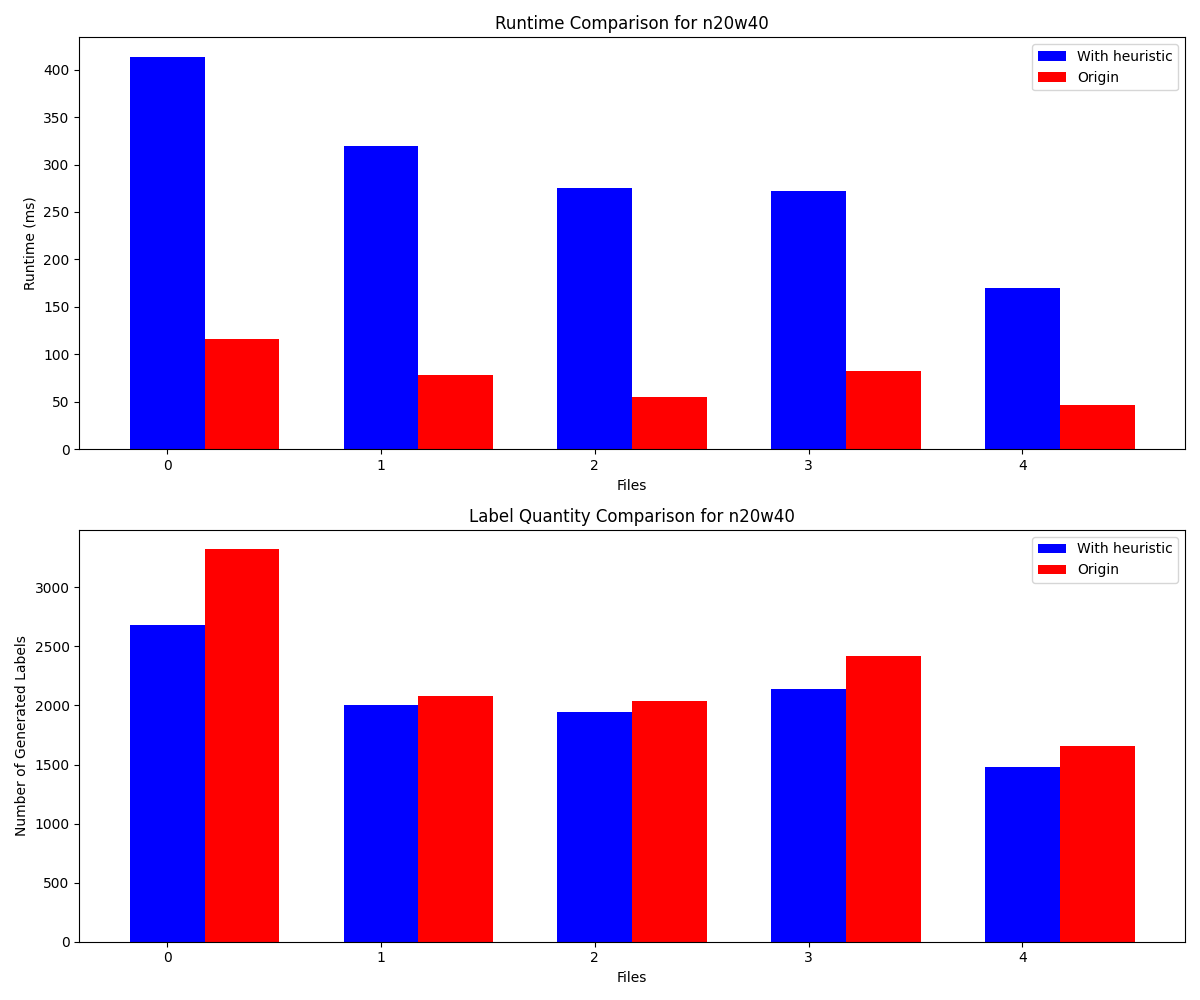 Runtime Comparison for n20w40
With heuristic
Origin
400
350
300
250
200
150
100
50
0
Runtime (ms)
0 1 2 3 4
Files
Label Quantity Comparison for n20w40
With heuristic
Origin
3000
2500
2000
1500
1000
500
0
Number of Generated Labels
0 1 2 3 4
Files